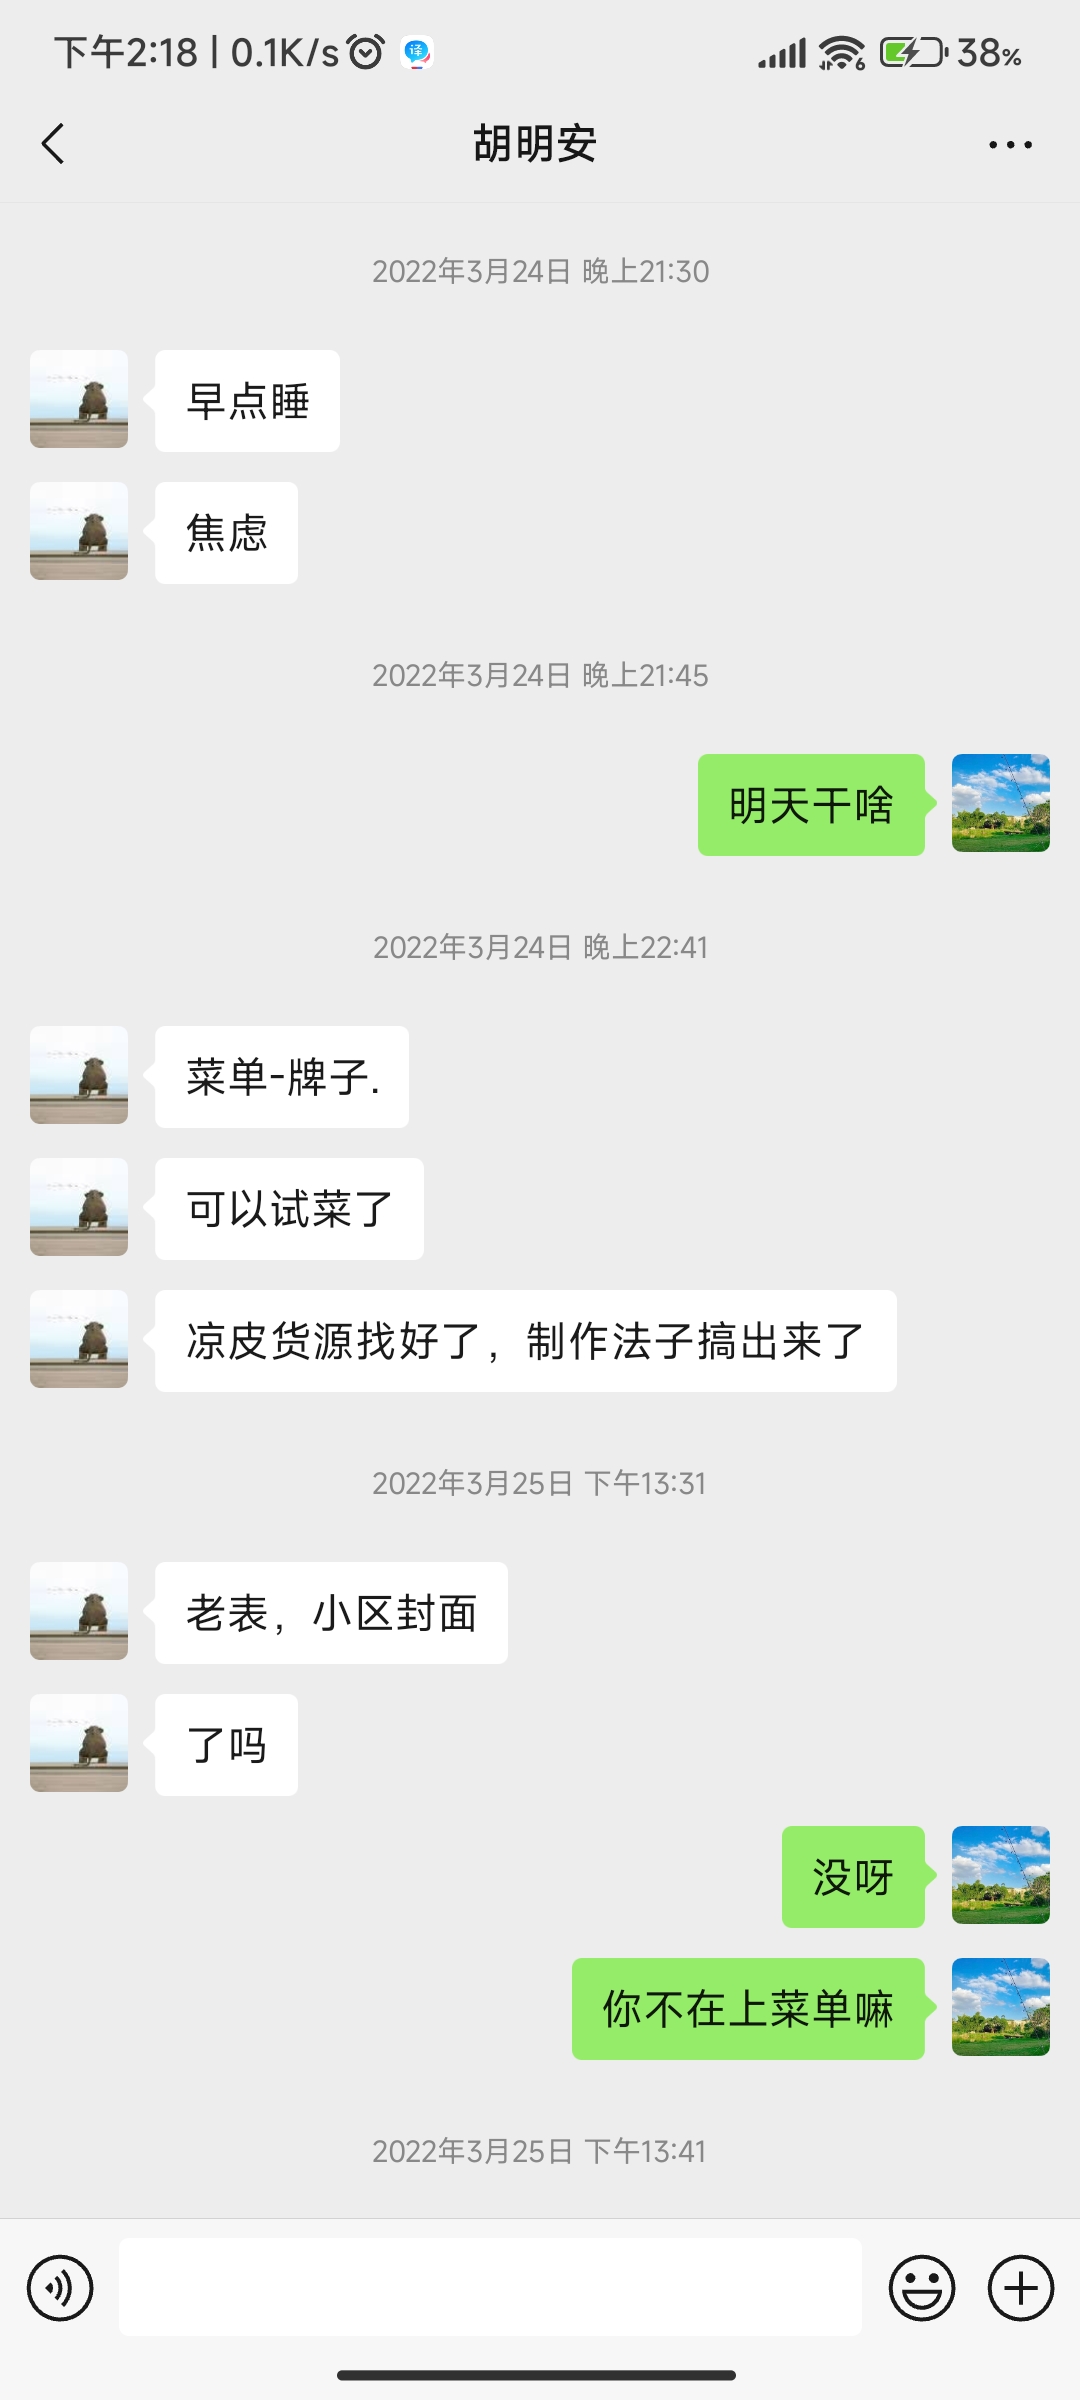 下午2:18 | 0.1K/s 译 6 38%
胡明安
2022年3月24日 晚上21:30
早点睡
焦虑
2022年3月24日 晚上21:45
明天干啥
2022年3月24日 晚上22:41
菜单-牌子.
可以试菜了
凉皮货源找好了，制作法子搞出来了
2022年3月25日 下午13:31
老表，小区封面
了吗
没呀
你不在上菜单嘛
2022年3月25日 下午13:41